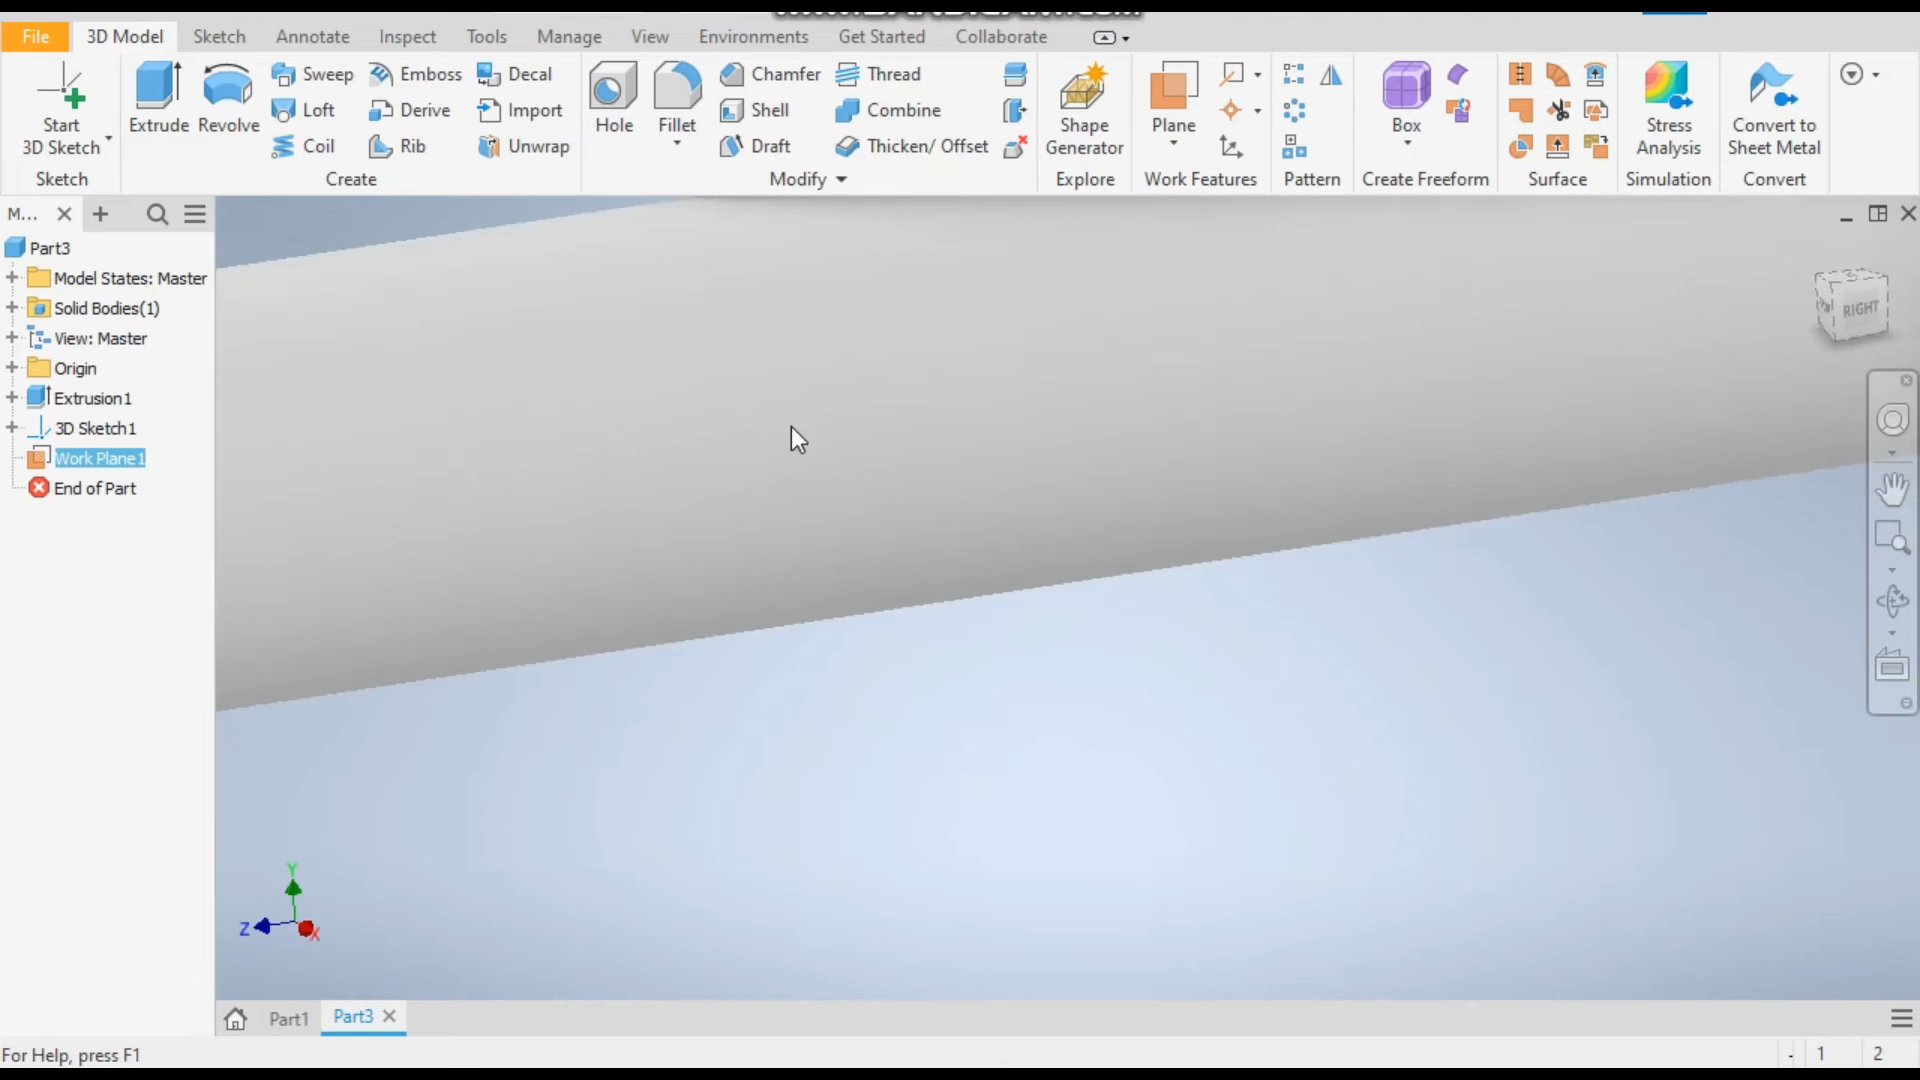 File 3D Model Sketch Annotate Inspect Tools Manage View Environments Get Started Collaborate
Start
3D Sketch
Extrude Revolve
Sweep Emboss Decal
Loft Derive Import
Coil Rib Unwrap
Hole Fillet
Chamfer Thread
Shell Combine
Draft Thicken/ Offset
Shape
Generator
Plane
Box
Stress
Analysis
Convert to
Sheet Metal
Sketch Create Modify Explore Work Features Pattern Create Freeform Surface Simulation Convert
M...
Part3
Model States: Master
Solid Bodies(1)
View: Master
Origin
Extrusion1
3D Sketch1
Work Plane1
End of Part
RIGHT
Y
Z
X
Part1 Part3
For Help, press F1
1 2